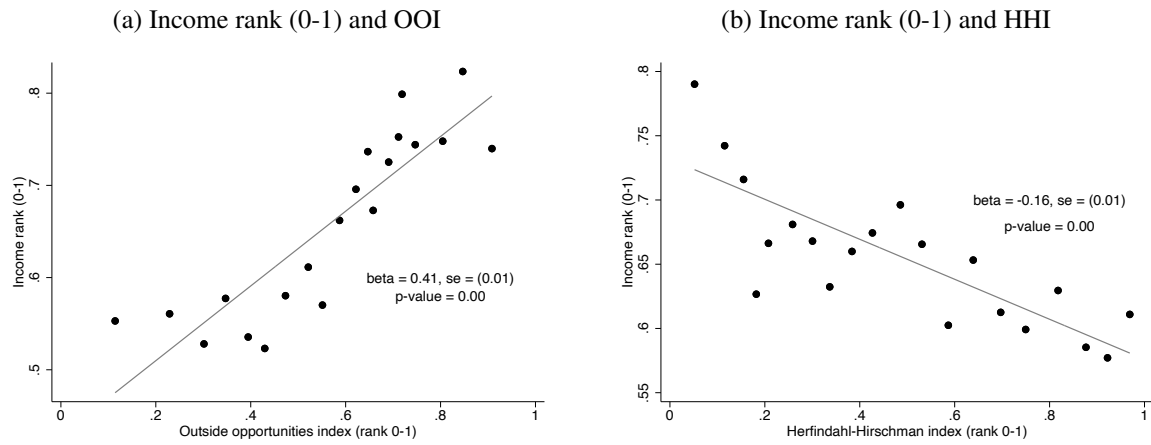 (a) Income rank (0-1) and OOI
Income rank (0-1)
.8
.7
.6
.5
beta = 0.41, se = (0.01)
p-value = 0.00
0 .2 .4 .6 .8 1
Outside opportunities index (rank 0-1)
(b) Income rank (0-1) and HHI
Income rank (0-1)
.8
.75
.7
.65
.6
.55
beta = -0.16, se = (0.01)
p-value = 0.00
0 .2 .4 .6 .8 1
Herfindahl-Hirschman index (rank 0-1)